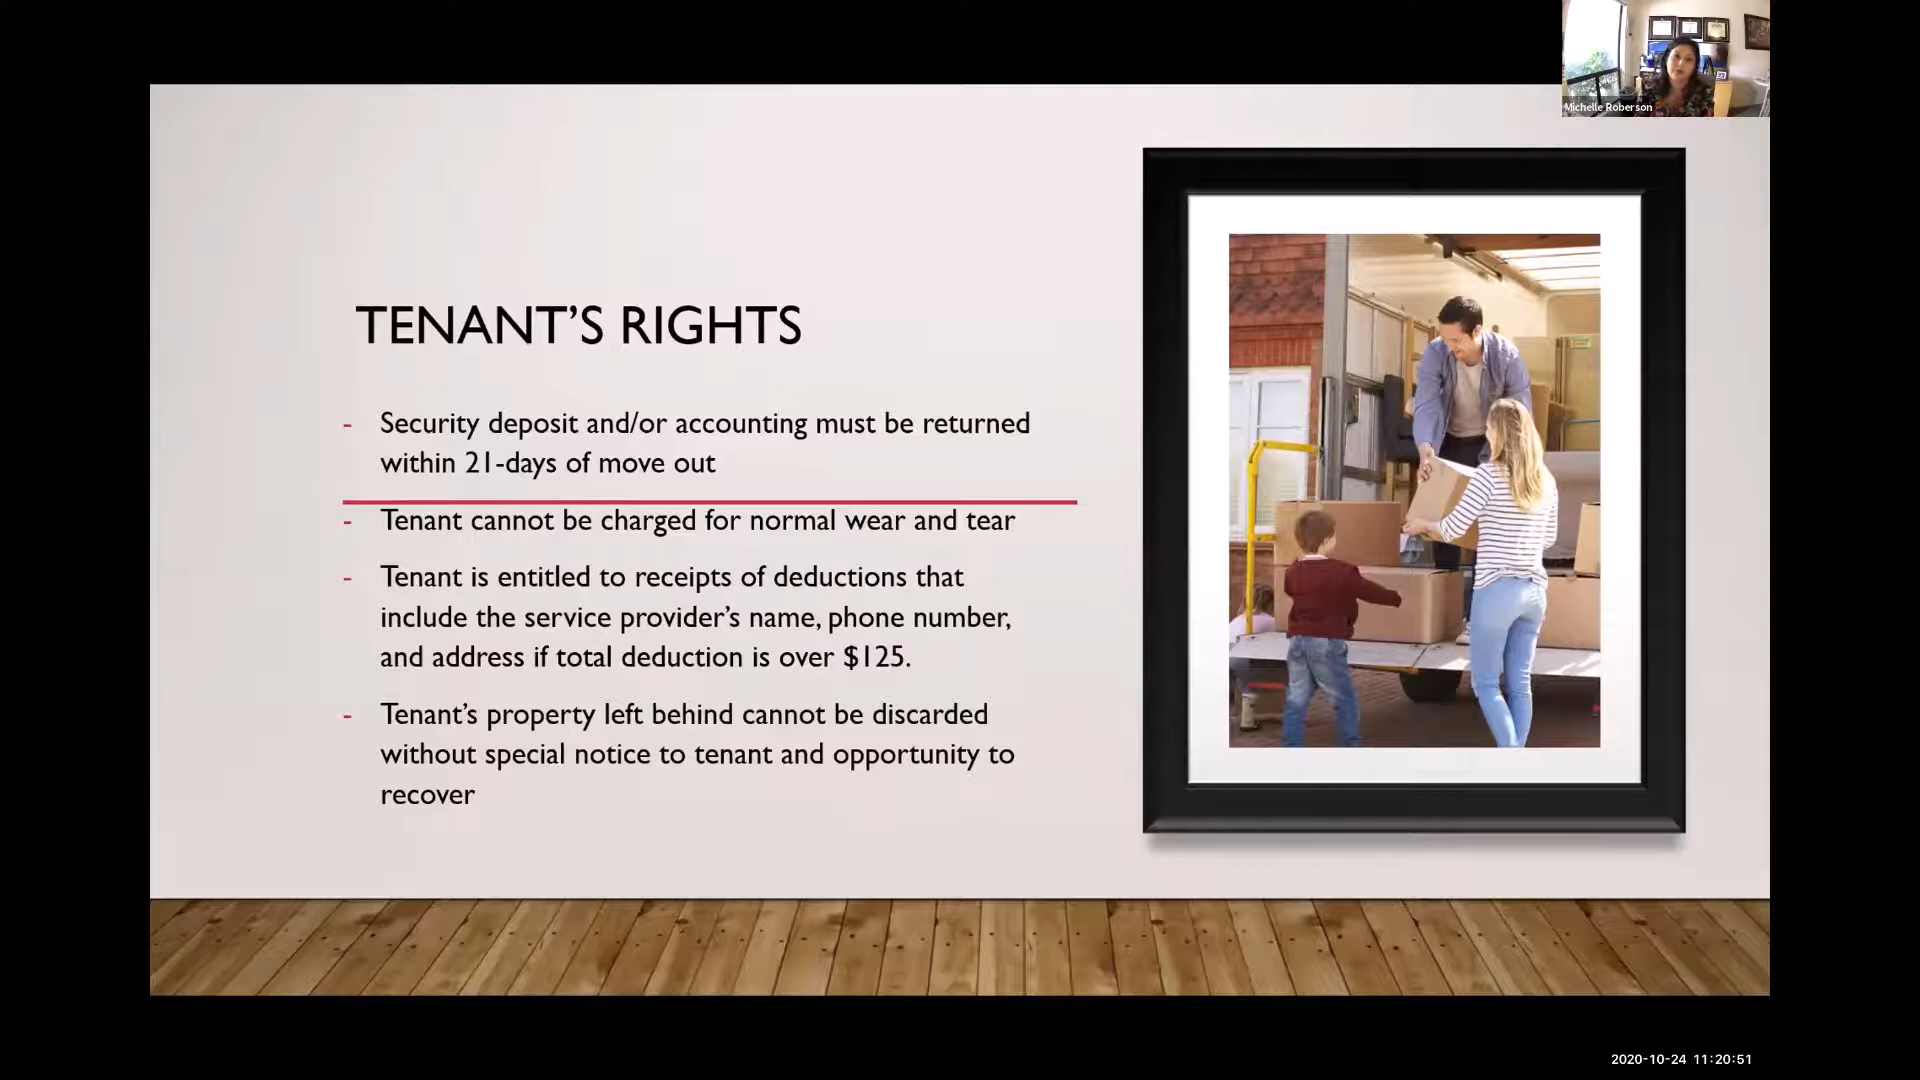 Michelle Roberson
TENANT’S RIGHTS
- Security deposit and/or accounting must be returned
within 21-days of move out
- Tenant cannot be charged for normal wear and tear
- Tenant is entitled to receipts of deductions that
include the service provider’s name, phone number,
and address if total deduction is over $125.
- Tenant’s property left behind cannot be discarded
without special notice to tenant and opportunity to
recover
2020-10-24 11:20:51